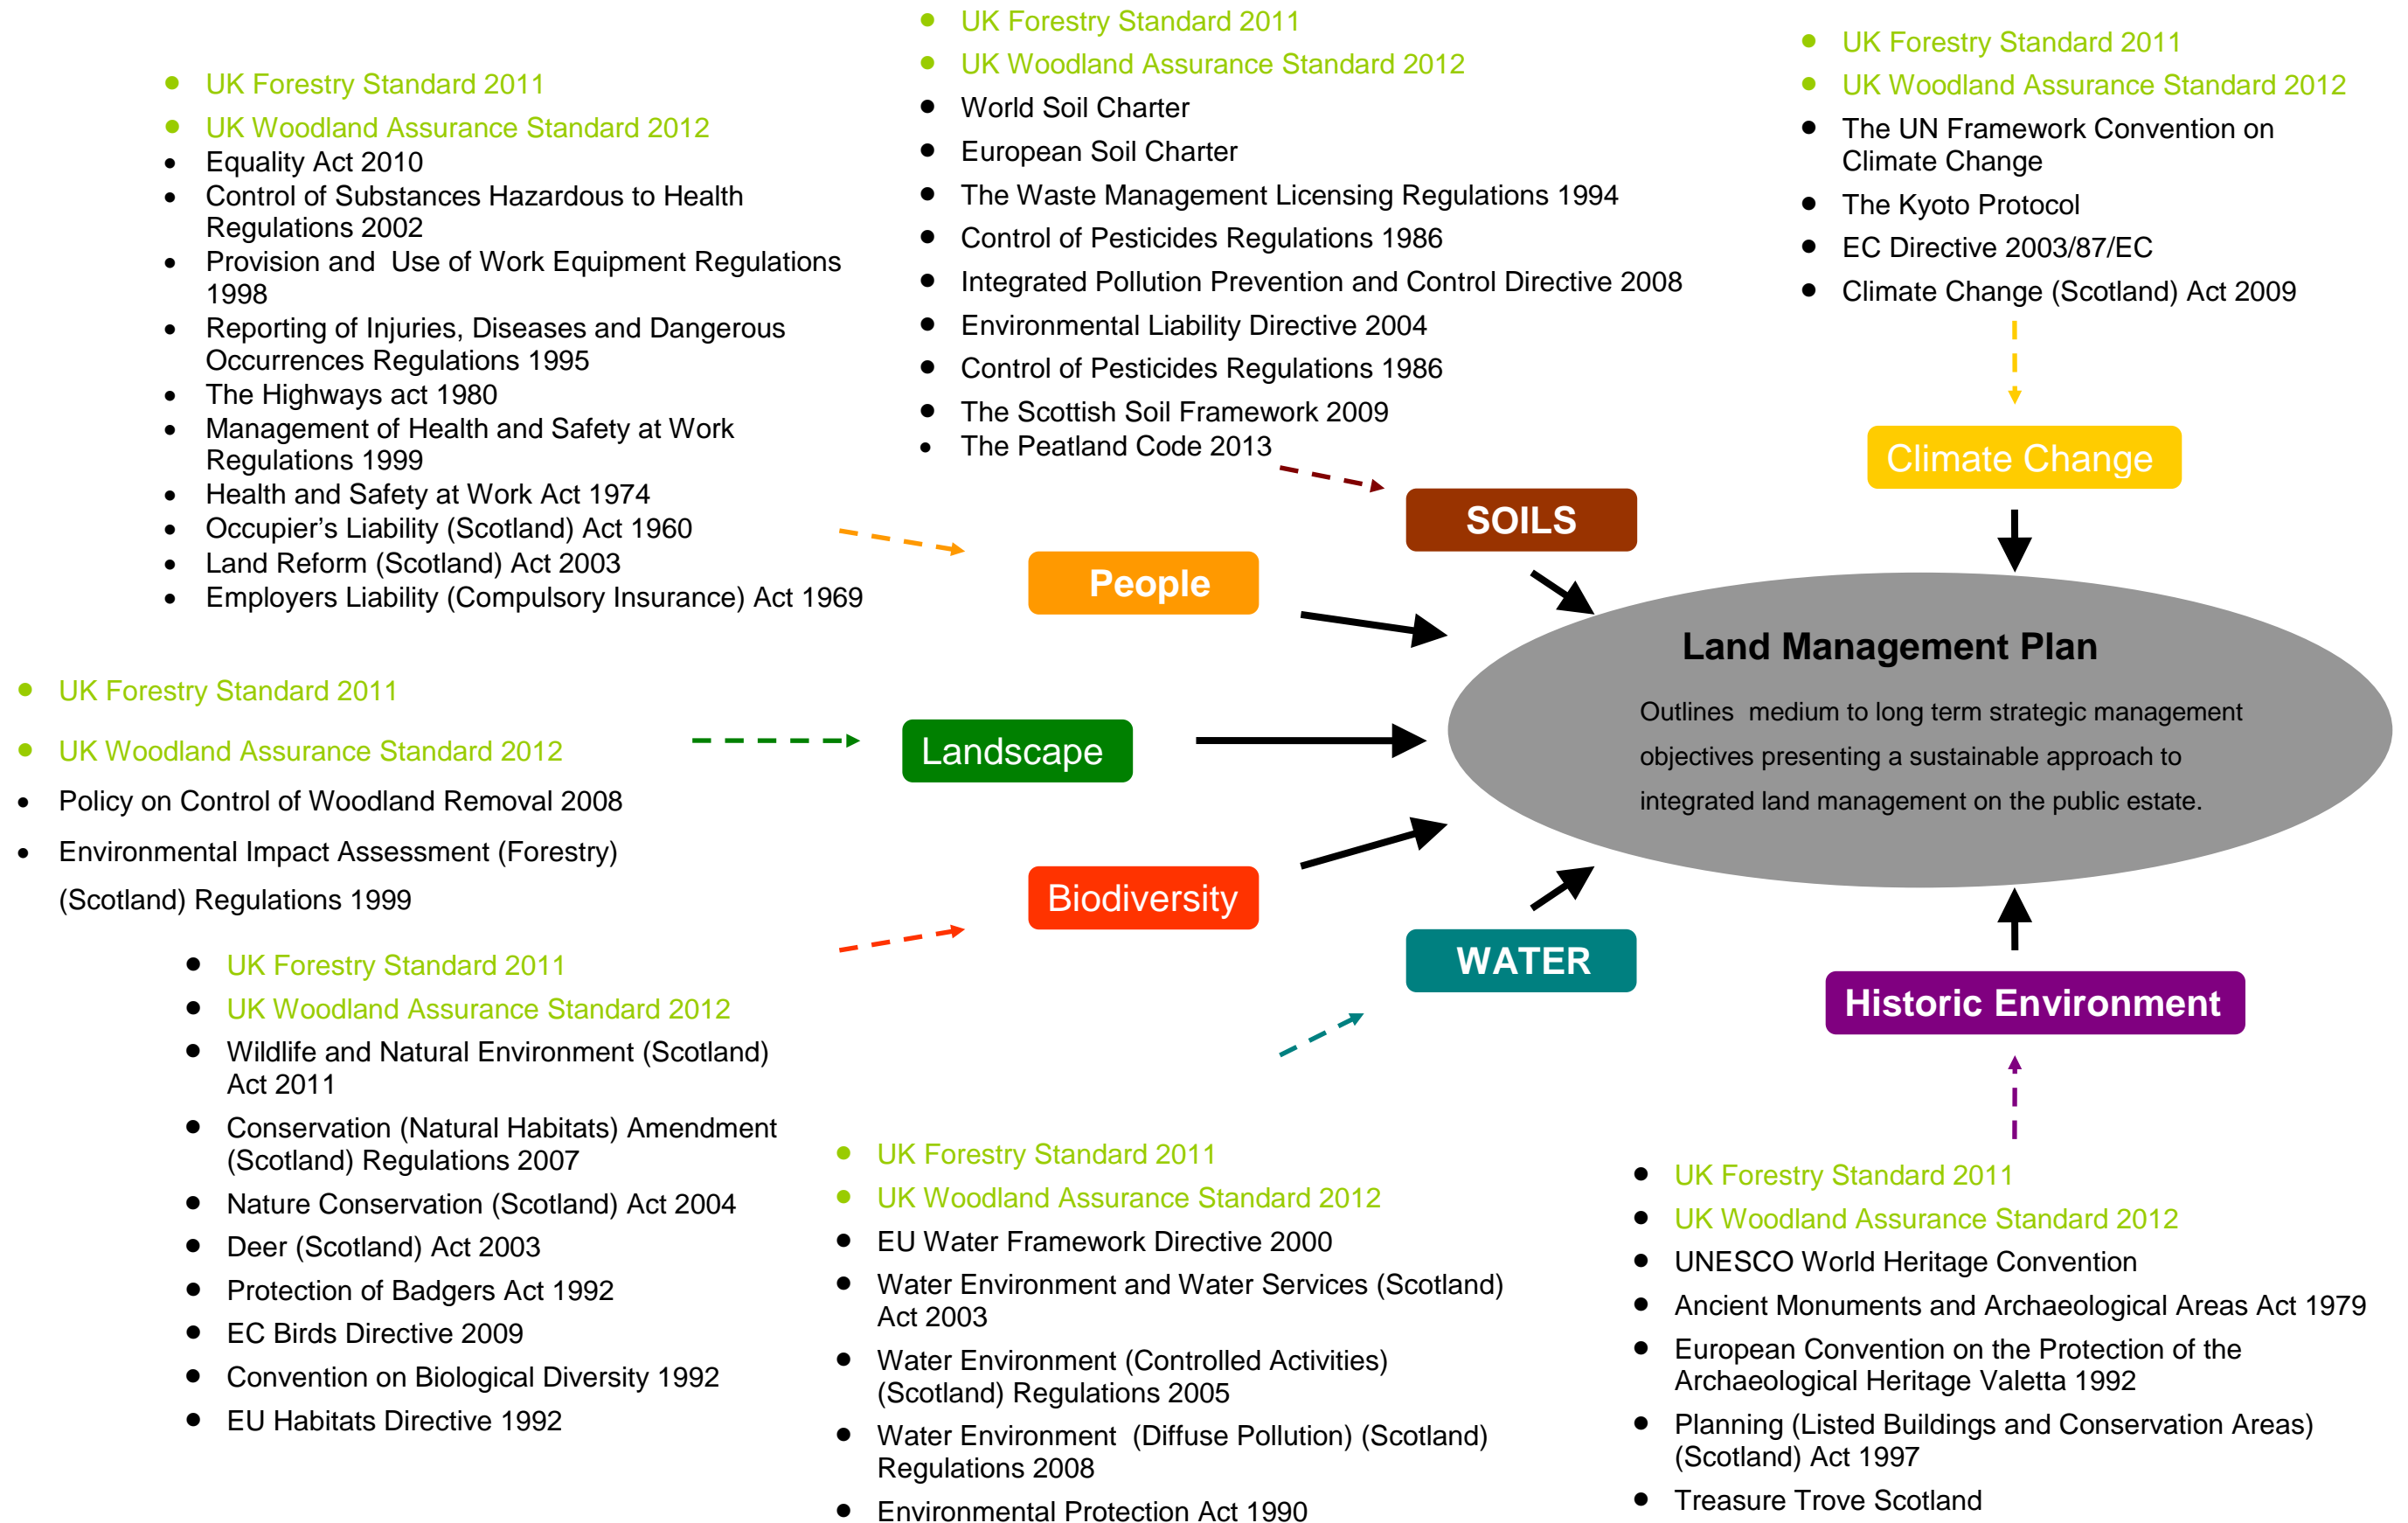 UK Forestry Standard 2011
UK Woodland Assurance Standard 2012
Equality Act 2010
Control of Substances Hazardous to Health
Regulations 2002
Provision and  Use of Work Equipment Regulations
1998
Reporting of Injuries, Diseases and Dangerous
Occurrences Regulations 1995
The Highways act 1980
Management of Health and Safety at Work
Regulations 1999
Health and Safety at Work Act 1974
Occupier’s Liability (Scotland) Act 1960
Land Reform (Scotland) Act 2003
Employers Liability (Compulsory Insurance) Act 1969
People
UK Forestry Standard 2011
UK Woodland Assurance Standard 2012
World Soil Charter
European Soil Charter
The Waste Management Licensing Regulations 1994
Control of Pesticides Regulations 1986
Integrated Pollution Prevention and Control Directive 2008
Environmental Liability Directive 2004
Control of Pesticides Regulations 1986
The Scottish Soil Framework 2009
The Peatland Code 2013
SOILS
UK Forestry Standard 2011
UK Woodland Assurance Standard 2012
The UN Framework Convention on
Climate Change
The Kyoto Protocol
EC Directive 2003/87/EC
Climate Change (Scotland) Act 2009
Climate Change
Land Management Plan
Outlines  medium to long term strategic management
objectives presenting a sustainable approach to
integrated land management on the public estate.
UK Forestry Standard 2011
UK Woodland Assurance Standard 2012
Policy on Control of Woodland Removal 2008
Environmental Impact Assessment (Forestry)
(Scotland) Regulations 1999
Landscape
Biodiversity
UK Forestry Standard 2011
UK Woodland Assurance Standard 2012
Wildlife and Natural Environment (Scotland)
Act 2011
Conservation (Natural Habitats) Amendment
(Scotland) Regulations 2007
Nature Conservation (Scotland) Act 2004
Deer (Scotland) Act 2003
Protection of Badgers Act 1992
EC Birds Directive 2009
Convention on Biological Diversity 1992
EU Habitats Directive 1992
WATER
UK Forestry Standard 2011
UK Woodland Assurance Standard 2012
EU Water Framework Directive 2000
Water Environment and Water Services (Scotland)
Act 2003
Water Environment (Controlled Activities)
(Scotland) Regulations 2005
Water Environment  (Diffuse Pollution) (Scotland)
Regulations 2008
Environmental Protection Act 1990
Historic Environment
UK Forestry Standard 2011
UK Woodland Assurance Standard 2012
UNESCO World Heritage Convention
Ancient Monuments and Archaeological Areas Act 1979
European Convention on the Protection of the
Archaeological Heritage Valetta 1992
Planning (Listed Buildings and Conservation Areas)
(Scotland) Act 1997
Treasure Trove Scotland